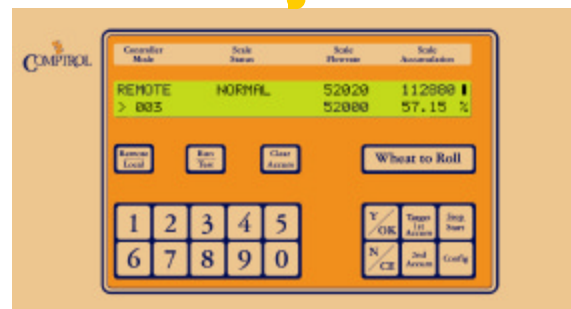 COMPTROL
Controller Mode
Scale Status
Scale Flowrate
Scale Accumulation
REMOTE NORMAL 52020 112880
> 003 52000 57.15 %
Remote Local
Run Test
Clear Accum
Wheat to Roll
1 2 3 4 5
6 7 8 9 0
Y/OK
Target 1st Accum
Stop Start
N/CE
2nd Accum
Config